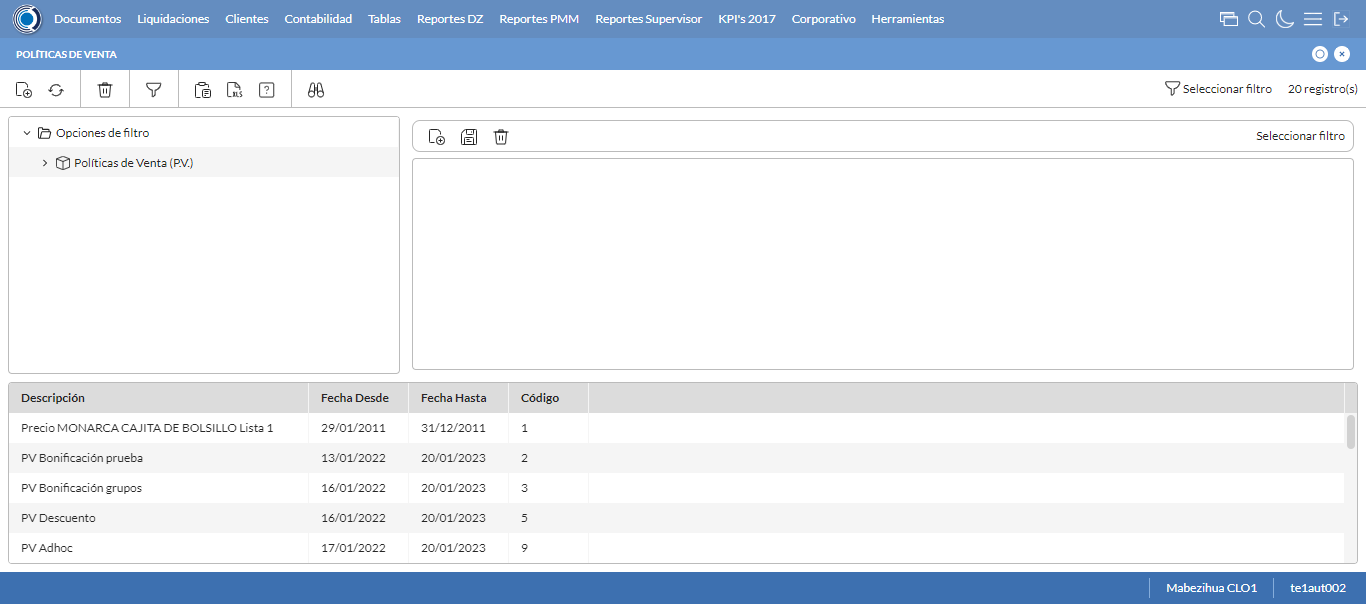 Documentos Liquidaciones Clientes Contabilidad Tablas Reportes DZ Reportes PMM Reportes Supervisor KPI's 2017 Corporativo Herramientas
POLÍTICAS DE VENTA
XLS ? Seleccionar filtro 20 registro(s)
Opciones de filtro
Seleccionar filtro
Políticas de Venta (P.V.)
Descripción Fecha Desde Fecha Hasta Código
Precio MONARCA CAJITA DE BOLSILLO Lista 1 29/01/2011 31/12/2011 1
PV Bonificación prueba 13/01/2022 20/01/2023 2
PV Bonificación grupos 16/01/2022 20/01/2023 3
PV Descuento 16/01/2022 20/01/2023 5
PV Adhoc 17/01/2022 20/01/2023 9
Mabezihua CLO1 te1aut002